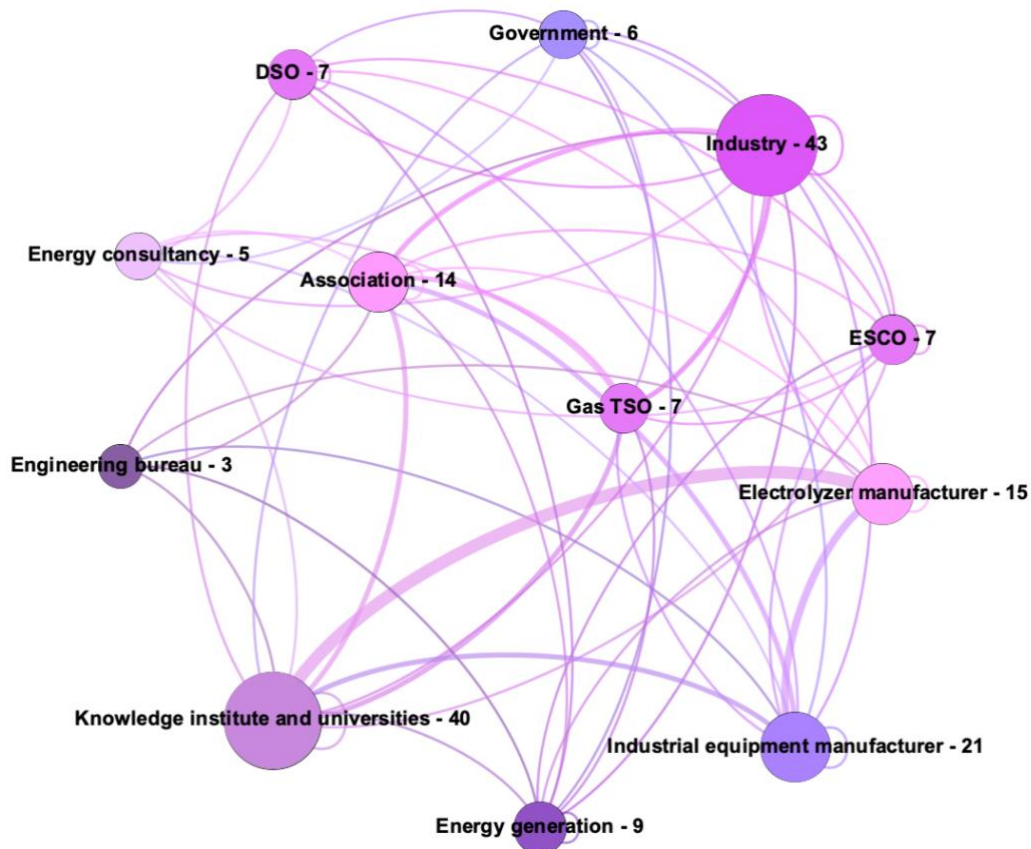 Government - 6
DSO - 7
Industry - 43
Energy consultancy - 5
Association - 14
ESCO - 7
Gas TSO - 7
Engineering bureau - 3
Electrolyzer manufacturer - 15
Knowledge institute and universities - 40
Industrial equipment manufacturer - 21
Energy generation - 9